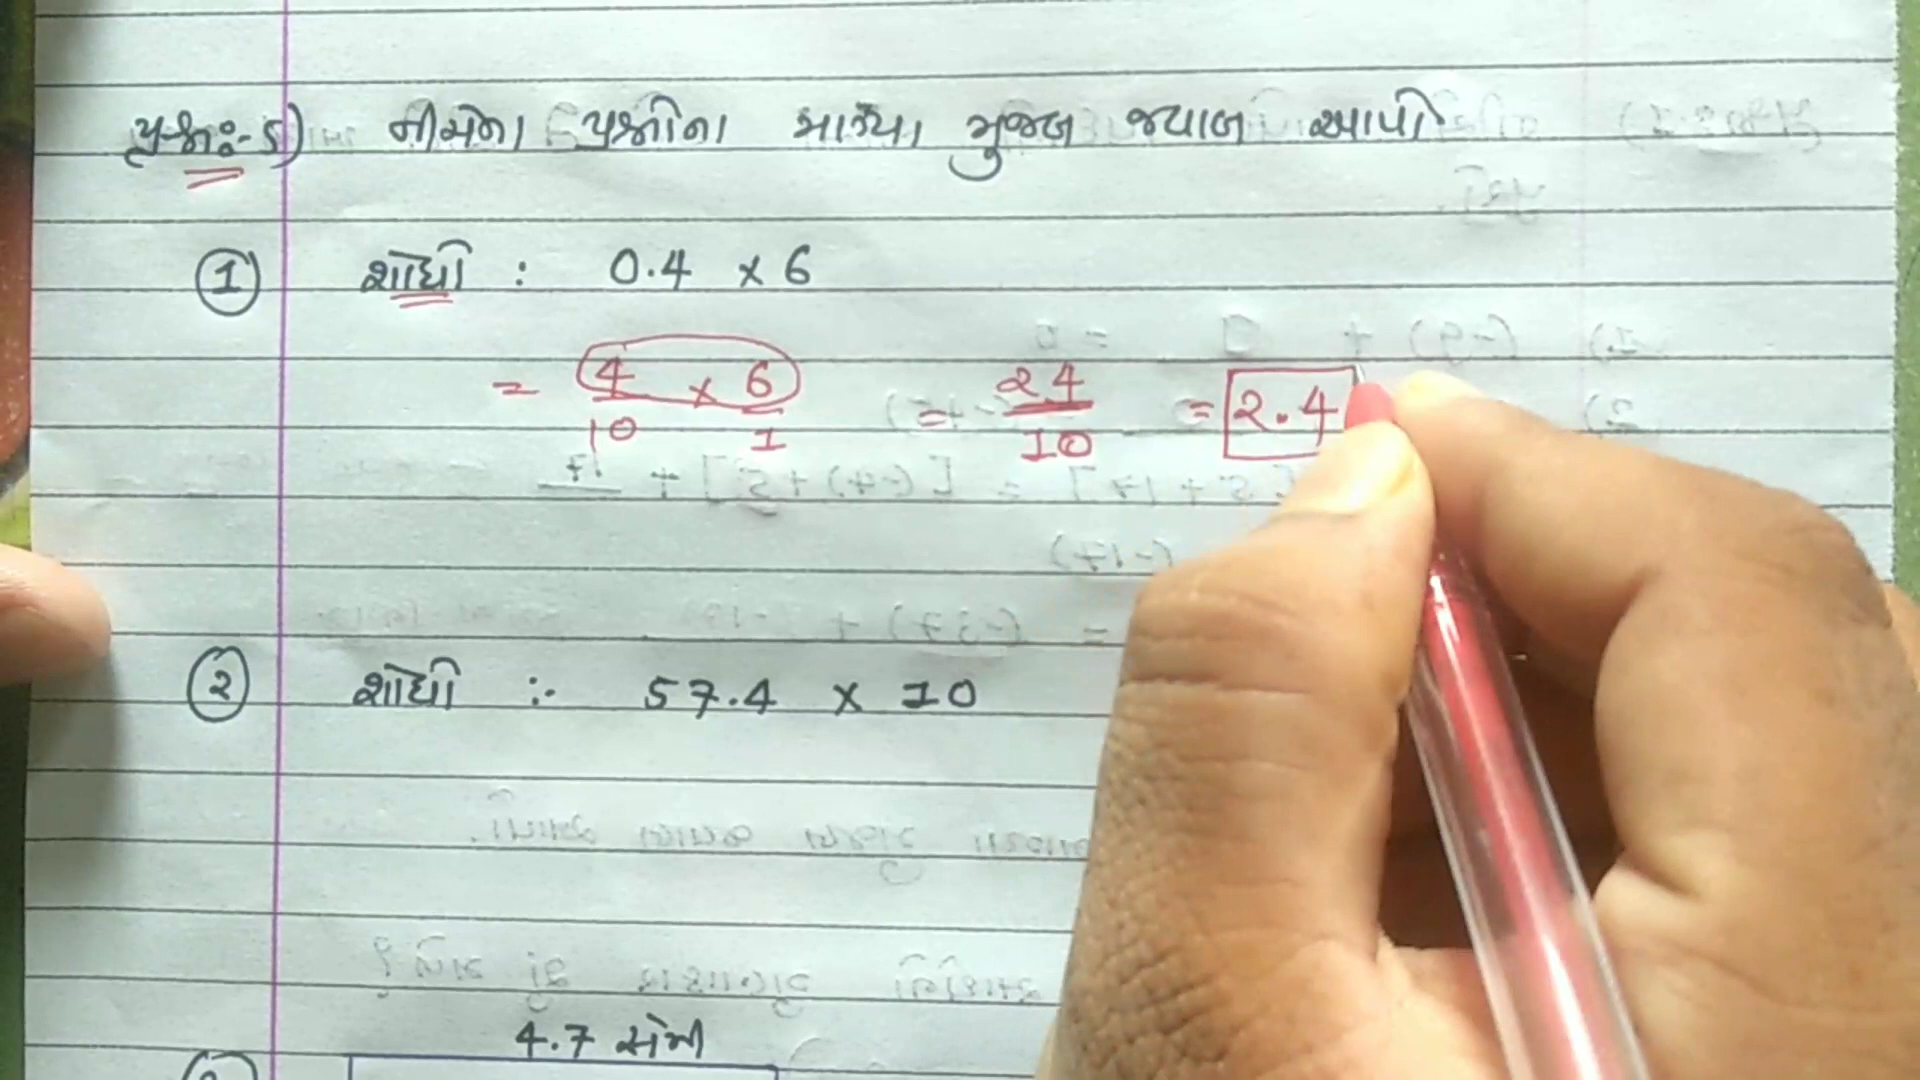 પ્રશ્ન:-5) નીચેના પ્રશ્નોના માગ્યા મુજબ જવાબ આપો
① શોધો : 0.4 × 6
= 4/10 × 6/1 = 24/10 = 2.4
② શોધો :- 57.4 × 10
4.7 સેમી